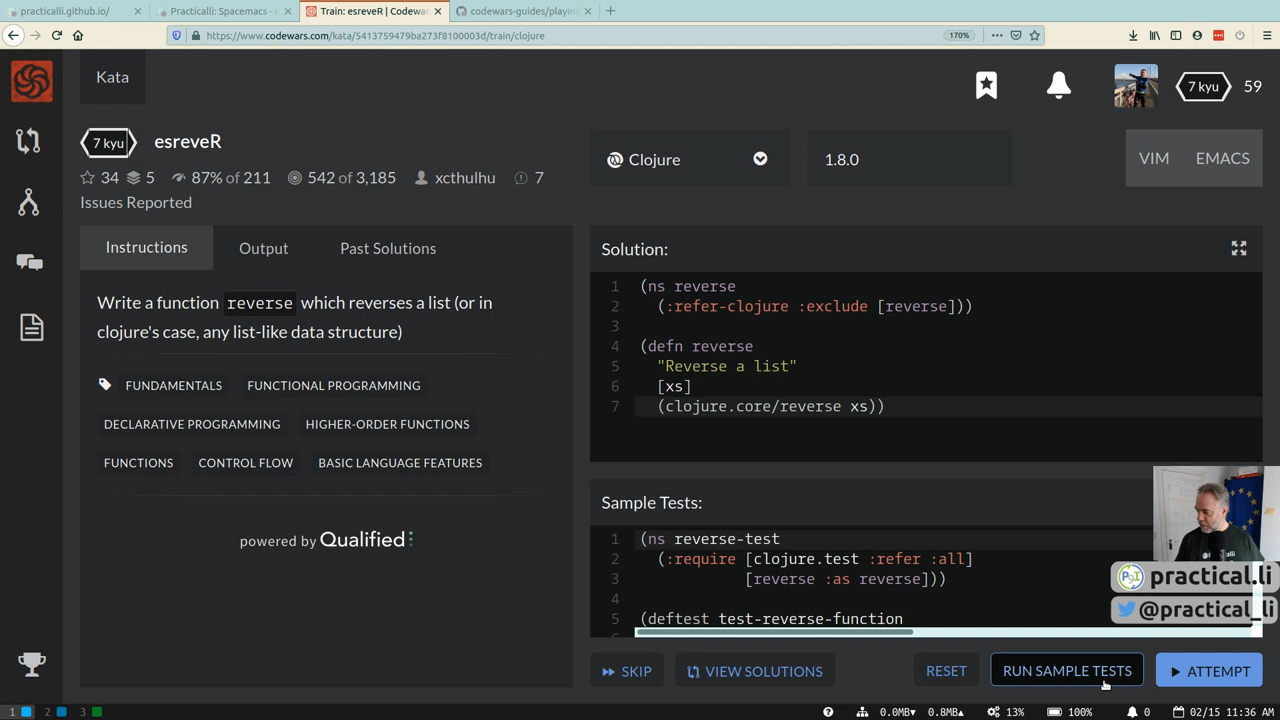 practicalli.github.io/
Practicalli: Spacemacs -
Train: esreveR | Codewars
codewars-guides/playing
https://www.codewars.com/kata/5413759479ba273f8100003d/train/clojure
170%
Kata
7 kyu
59
7 kyu
esreveR
34 5 87% of 211 542 of 3,185 xcthulhu 7
Issues Reported
Clojure
1.8.0
VIM
EMACS
Instructions
Output
Past Solutions
Write a function reverse which reverses a list (or in
clojure's case, any list-like data structure)
FUNDAMENTALS
FUNCTIONAL PROGRAMMING
DECLARATIVE PROGRAMMING
HIGHER-ORDER FUNCTIONS
FUNCTIONS
CONTROL FLOW
BASIC LANGUAGE FEATURES
powered by Qualified
Solution:
1 (ns reverse
2 (:refer-clojure :exclude [reverse]))
3
4 (defn reverse
5 "Reverse a list"
6 [xs]
7 (clojure.core/reverse xs))
Sample Tests:
1 (ns reverse-test
2 (:require [clojure.test :refer :all]
3 [reverse :as reverse]))
4
5 (deftest test-reverse-function
practical.li
@practical_li
SKIP
VIEW SOLUTIONS
RESET
RUN SAMPLE TESTS
ATTEMPT
1 2 3
0.0MB 0.8MB 13% 100% 0 02/15 11:36 AM